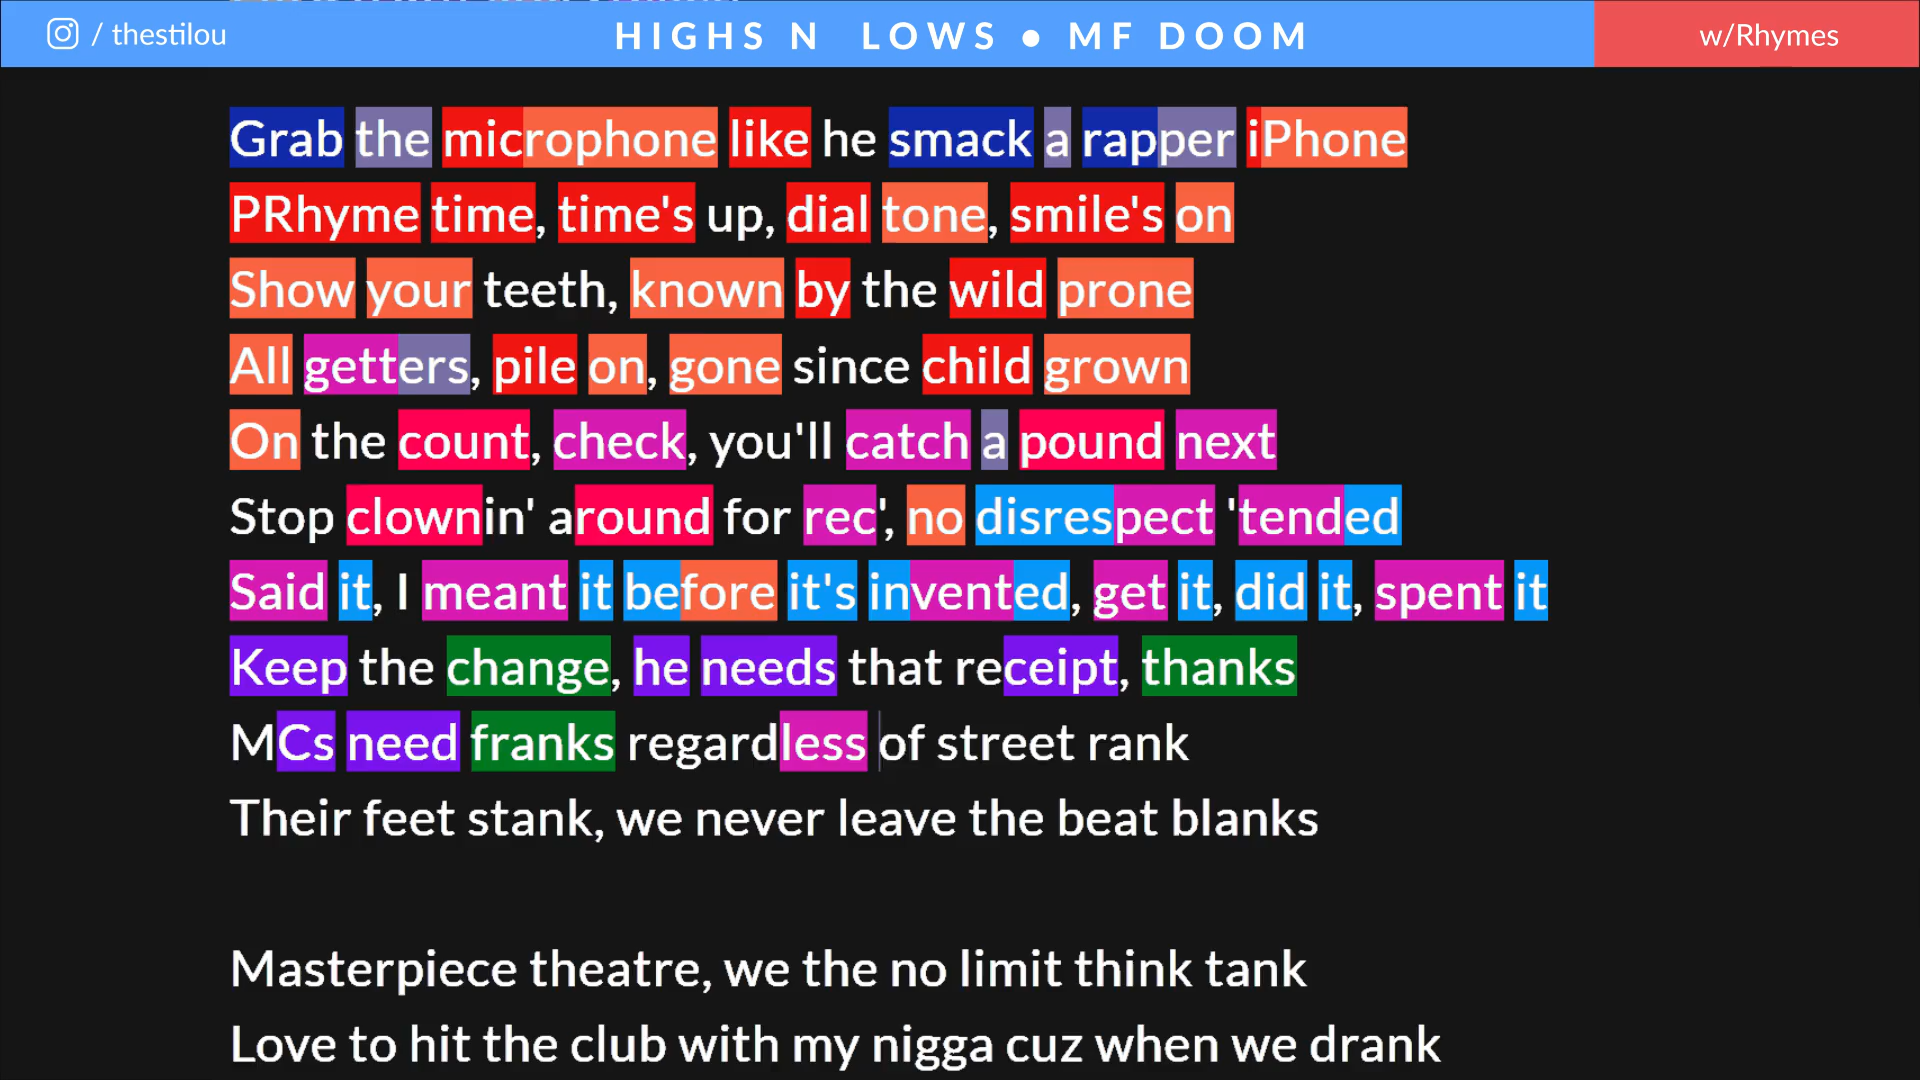 / thestilou
HIGHS N LOWS • MF DOOM
w/Rhymes
Grab the microphone like he smack a rapper iPhone
PRhyme time, time's up, dial tone, smile's on
Show your teeth, known by the wild prone
All getters, pile on, gone since child grown
On the count, check, you'll catch a pound next
Stop clownin' around for rec', no disrespect 'tended
Said it, I meant it before it's invented, get it, did it, spent it
Keep the change, he needs that receipt, thanks
MCs need franks regardless of street rank
Their feet stank, we never leave the beat blanks
Masterpiece theatre, we the no limit think tank
Love to hit the club with my nigga cuz when we drank